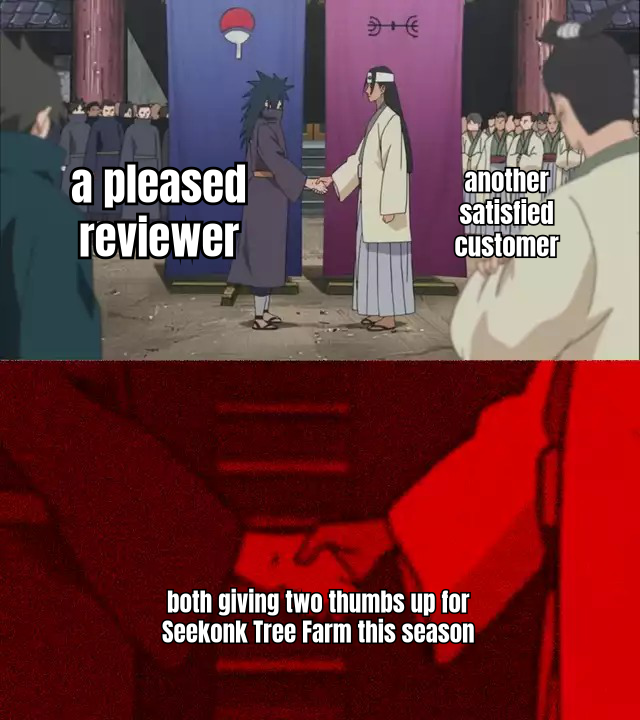 a pleased
reviewer
another
satisfied
customer
both giving two thumbs up for
Seekonk Tree Farm this season